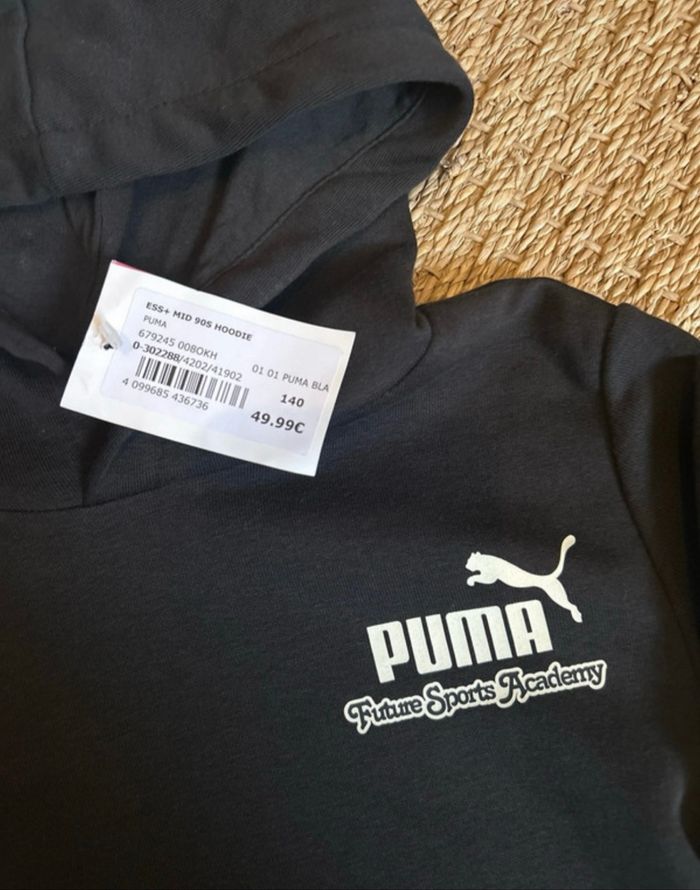 ESS+ MID 90S HOODIE
PUMA
679245 008OKH
0-302288/4202/41902
01 01 PUMA BLA
140
4 099685 436736
49.99€
PUMA
Future Sports Academy